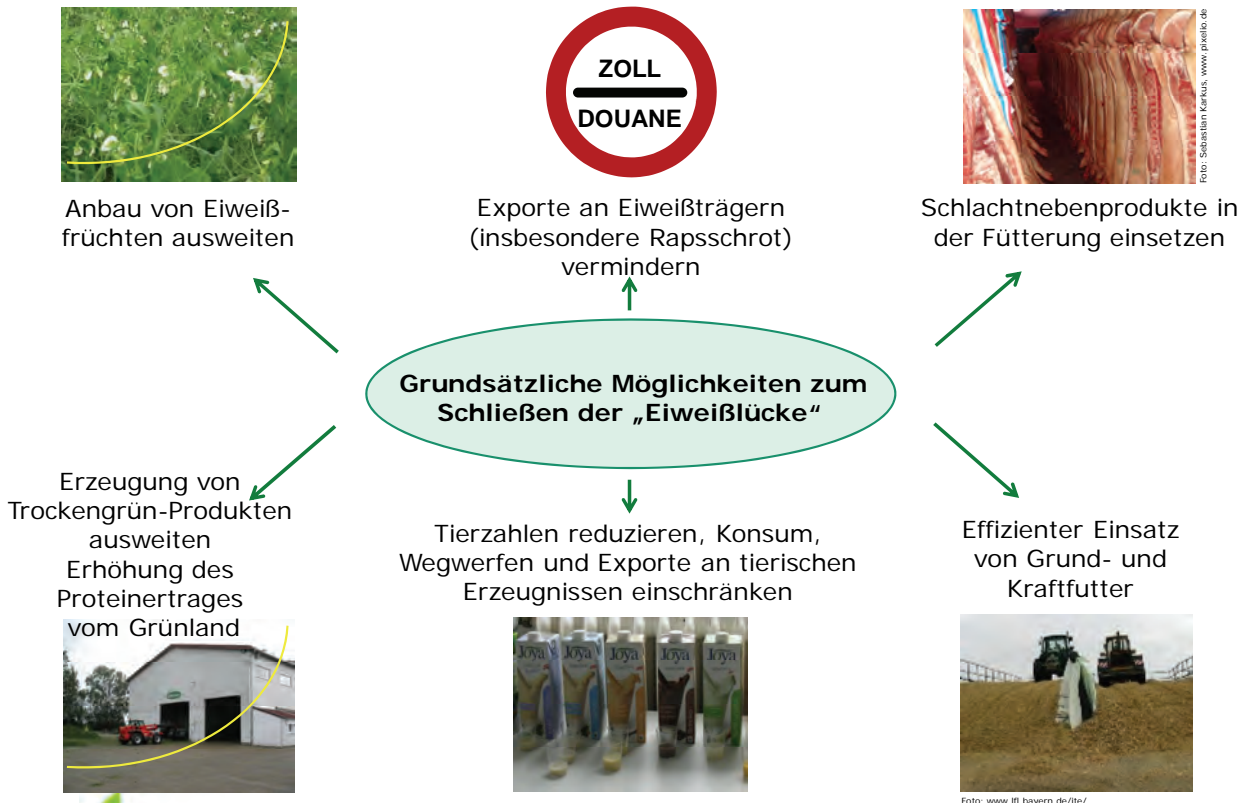 ZOLL
DOUANE
Foto: Sebastian Karkus, www.pixelio.de
Anbau von Eiweiß-
früchten ausweiten
Exporte an Eiweißträgern
(insbesondere Rapsschrot)
vermindern
Schlachtnebenprodukte in
der Fütterung einsetzen
Grundsätzliche Möglichkeiten zum
Schließen der „Eiweißlücke“
Erzeugung von
Trockengrün-Produkten
ausweiten
Erhöhung des
Proteinertrages
vom Grünland
Tierzahlen reduzieren, Konsum,
Wegwerfen und Exporte an tierischen
Erzeugnissen einschränken
Effizienter Einsatz
von Grund- und
Kraftfutter
Joya
Joya
Joya
Joya
Joya
Foto: www.lfl.bayern.de/ite/